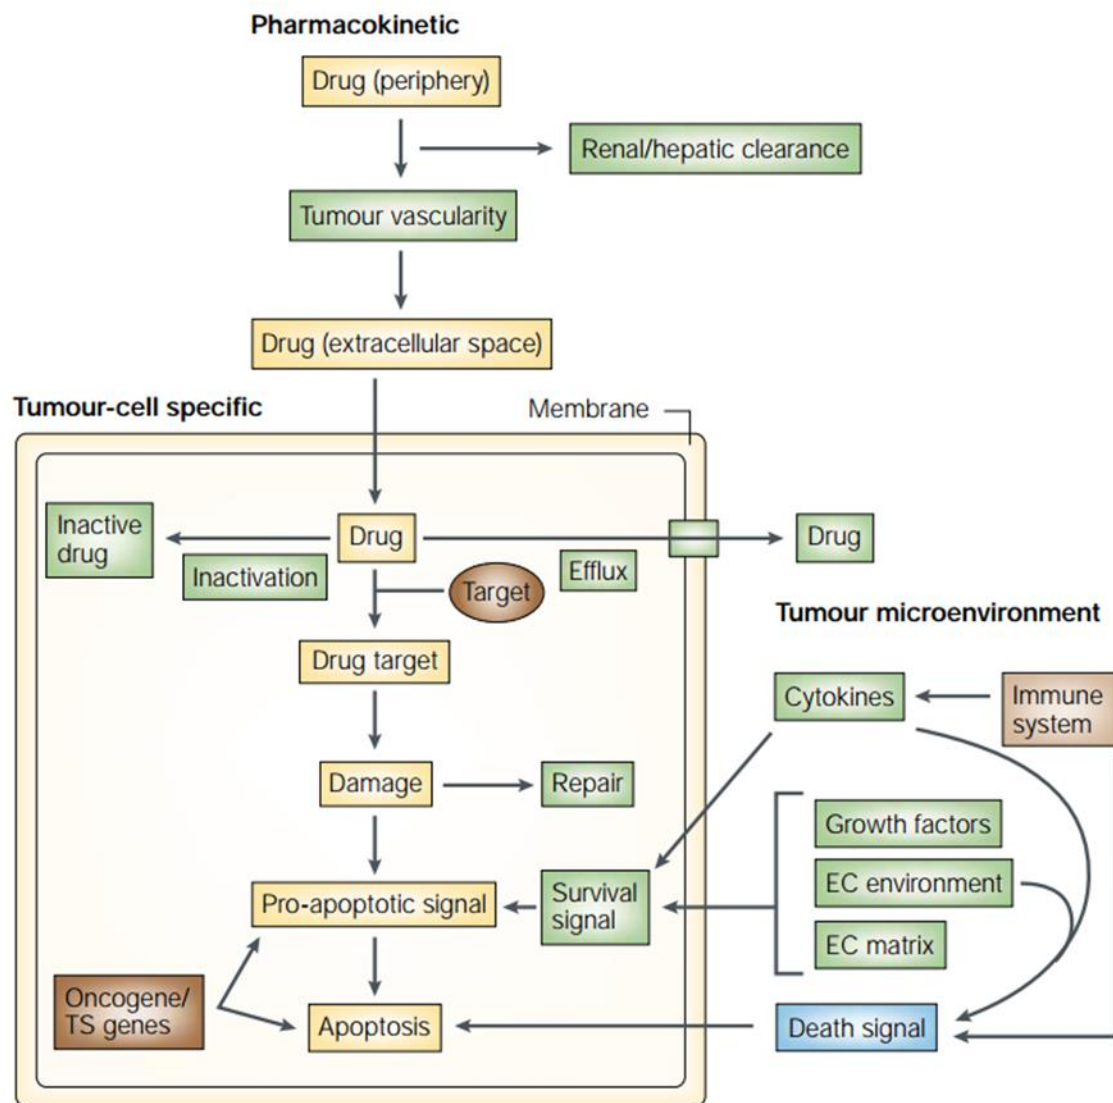 Pharmacokinetic
Drug (periphery)
Renal/hepatic clearance
Tumour vascularity
Drug (extracellular space)
Tumour-cell specific
Membrane
Inactive
drug
Drug
Drug
Inactivation
Efflux
Target
Tumour microenvironment
Drug target
Cytokines
Immune
system
Damage
Repair
Growth factors
EC environment
Pro-apoptotic signal
Survival
signal
EC matrix
Oncogene/
TS genes
Apoptosis
Death signal